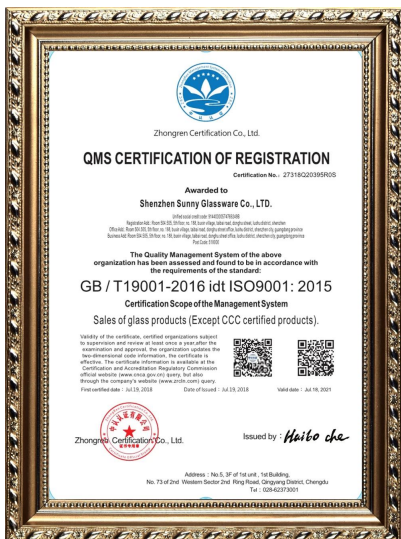 Zhongren Certification Co., Ltd.
QMS CERTIFICATION OF REGISTRATION
Certification No.: 27318Q20395R0S
Awarded to
Shenzhen Sunny Glassware Co., LTD.
The Quality Management System of the above
organization has been assessed and found to be in accordance with
the requirements of the standard:
GB / T19001-2016 idt ISO9001: 2015
Certification Scope of the Management System
Sales of glass products (Except CCC certified products).
Validity of the certificate, certified organizations subject
to supervision and review at least once a year,after the
examination and approval, the organization updates the
two-dimensional code information, the certificate is
effective. The certificate information is available at the
Certification and Accreditation Regulatory Commission
official website (www.cnca.gov.cn) query, but also
through the company's website (www.zrcln.com) query.
First certified date : Jul.19, 2018
Date of Issued : Jul.19, 2018
Valid date : Jul.18, 2021
Zhongren Certification Co., Ltd.
Issued by : Haibo che
Address : No.5, 3F of 1st unit , 1st Building,
No. 73 of 2nd Western Sector 2nd Ring Road, Qingyang District, Chengdu
Tel : 028-62373001